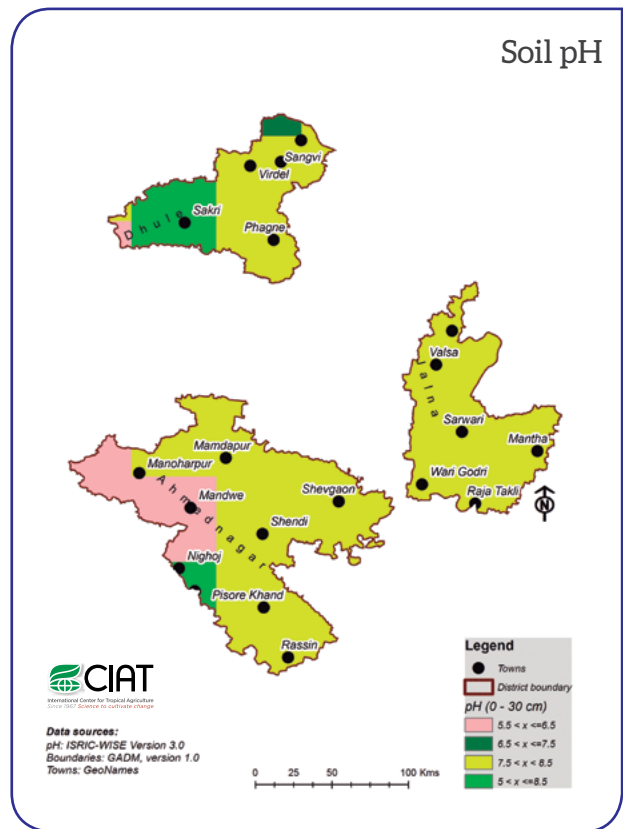 Soil pH
Sangvi
Virdel
Sakri
Dhule
Phagne
Valsa
Jalna
Sarwari
Mantha
Wari Godri
Raja Takli
N
Mamdapur
Manoharpur
Ahmadnagar
Mandwe
Shevgaon
Shendi
Nighoj
Pisore Khand
Rassin
CIAT
International Center for Tropical Agriculture
Since 1967 Science to cultivate change
Data sources:
pH: ISRIC-WISE Version 3.0
Boundaries: GADM, version 1.0
Towns: GeoNames
0 25 50 100 Kms
Legend
Towns
District boundary
pH (0 - 30 cm)
5.5 < x <=6.5
6.5 < x <=7.5
7.5 < x < 8.5
5 < x <=8.5